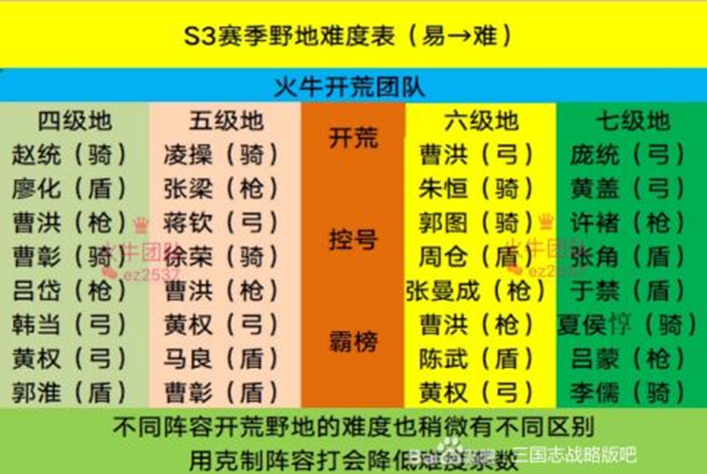 S3赛季野地难度表（易→难）
火牛开荒团队
四级地 五级地 开荒 六级地 七级地
赵统（骑） 凌操（骑） 曹洪（弓） 庞统（弓）
廖化（盾） 张梁（枪） 朱恒（骑） 黄盖（弓）
曹洪（枪） 蒋钦（弓） 控号 郭图（骑） 许褚（枪）
曹彰（骑 徐荣（骑） 周仓（盾 张角（盾）
吕岱（枪） 曹洪（枪） 张曼成（枪） 于禁（盾）
韩当（弓） 黄权（弓） 霸榜 曹洪（枪） 夏侯惇（骑）
黄权（弓） 马良（盾） 陈武（盾） 吕蒙（枪）
郭淮（盾） 曹彰（盾） 黄权（弓） 李儒（骑）
火牛团队
ez2537
火牛团队
ez2537
不同阵容开荒野地的难度也稍微有不同区别
用克制阵容打会降低难度系数
三国志战略版吧